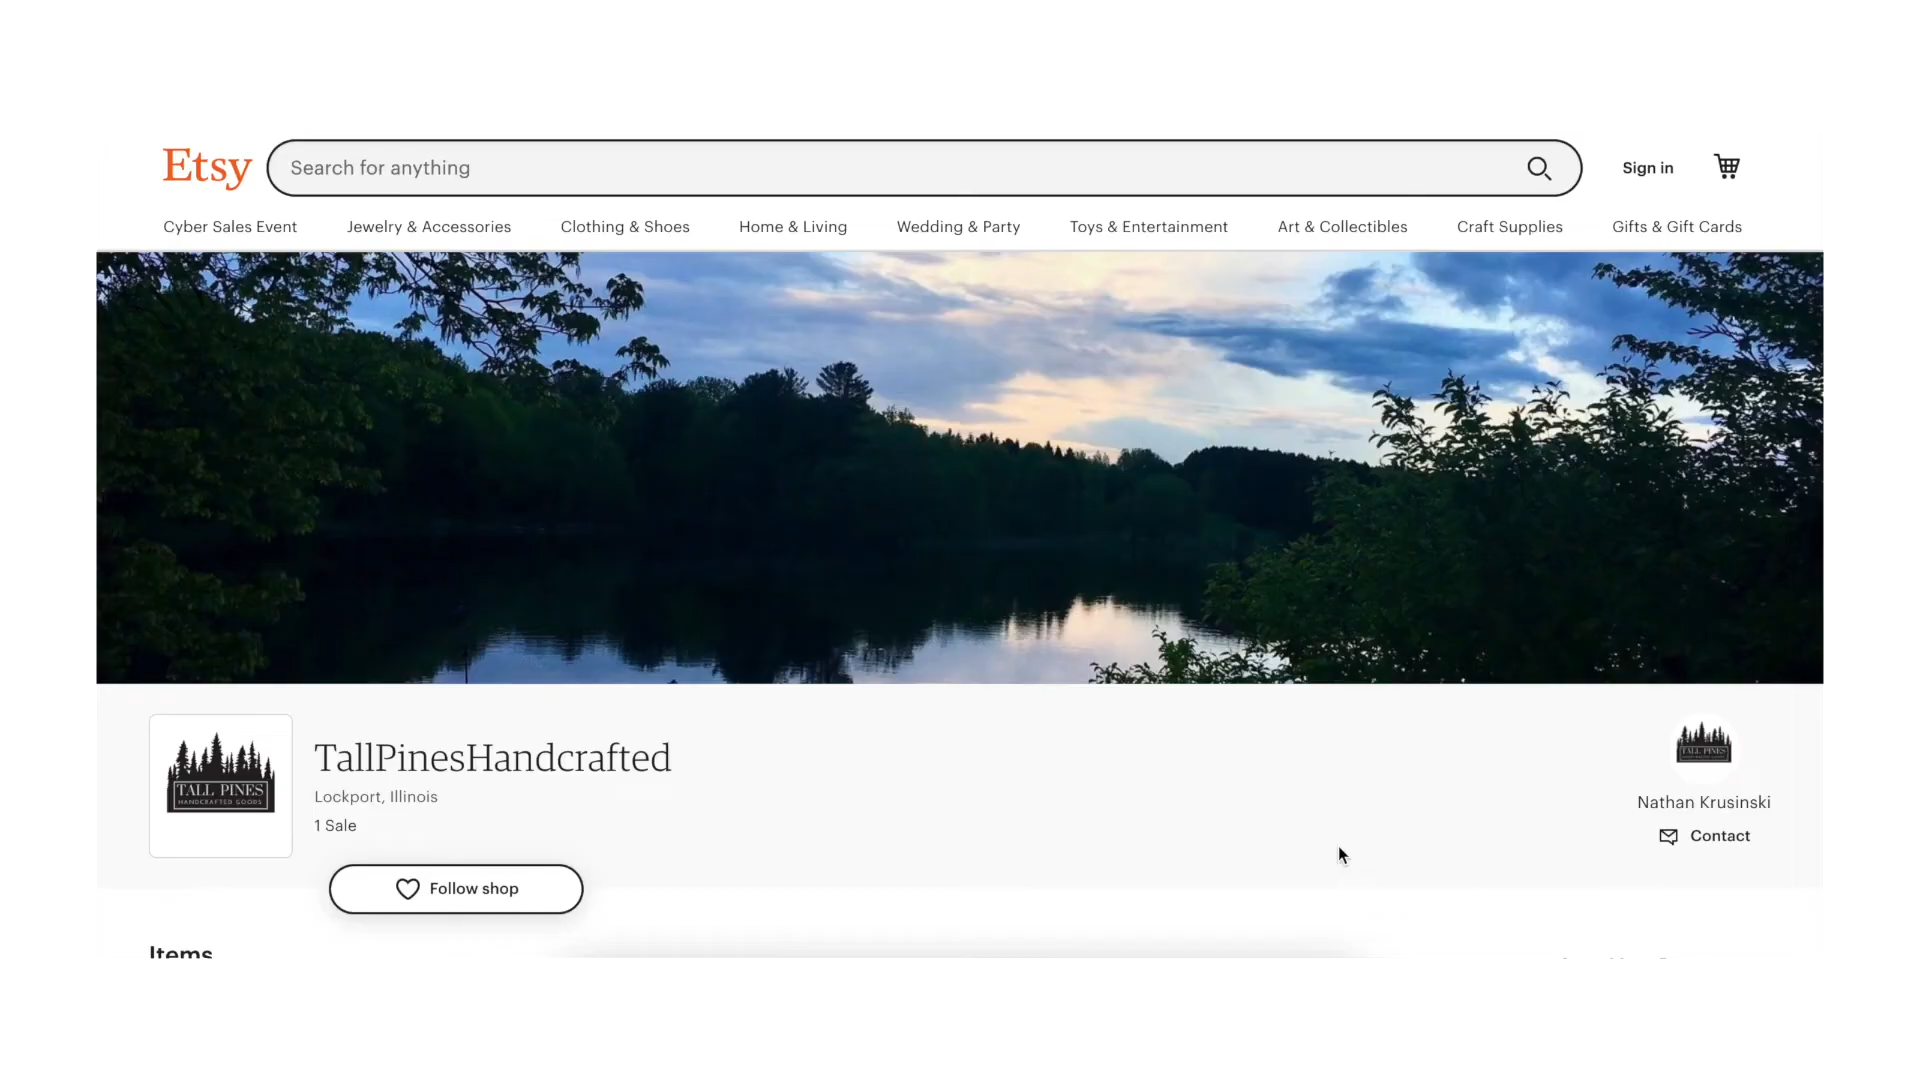 Etsy
Search for anything
Sign in
Cyber Sales Event Jewelry & Accessories Clothing & Shoes Home & Living Wedding & Party Toys & Entertainment Art & Collectibles Craft Supplies Gifts & Gift Cards
TALL PINES
HANDCRAFTED GOODS
TallPinesHandcrafted
Lockport, Illinois
1 Sale
Follow shop
TALL PINES
Nathan Krusinski
Contact
Items